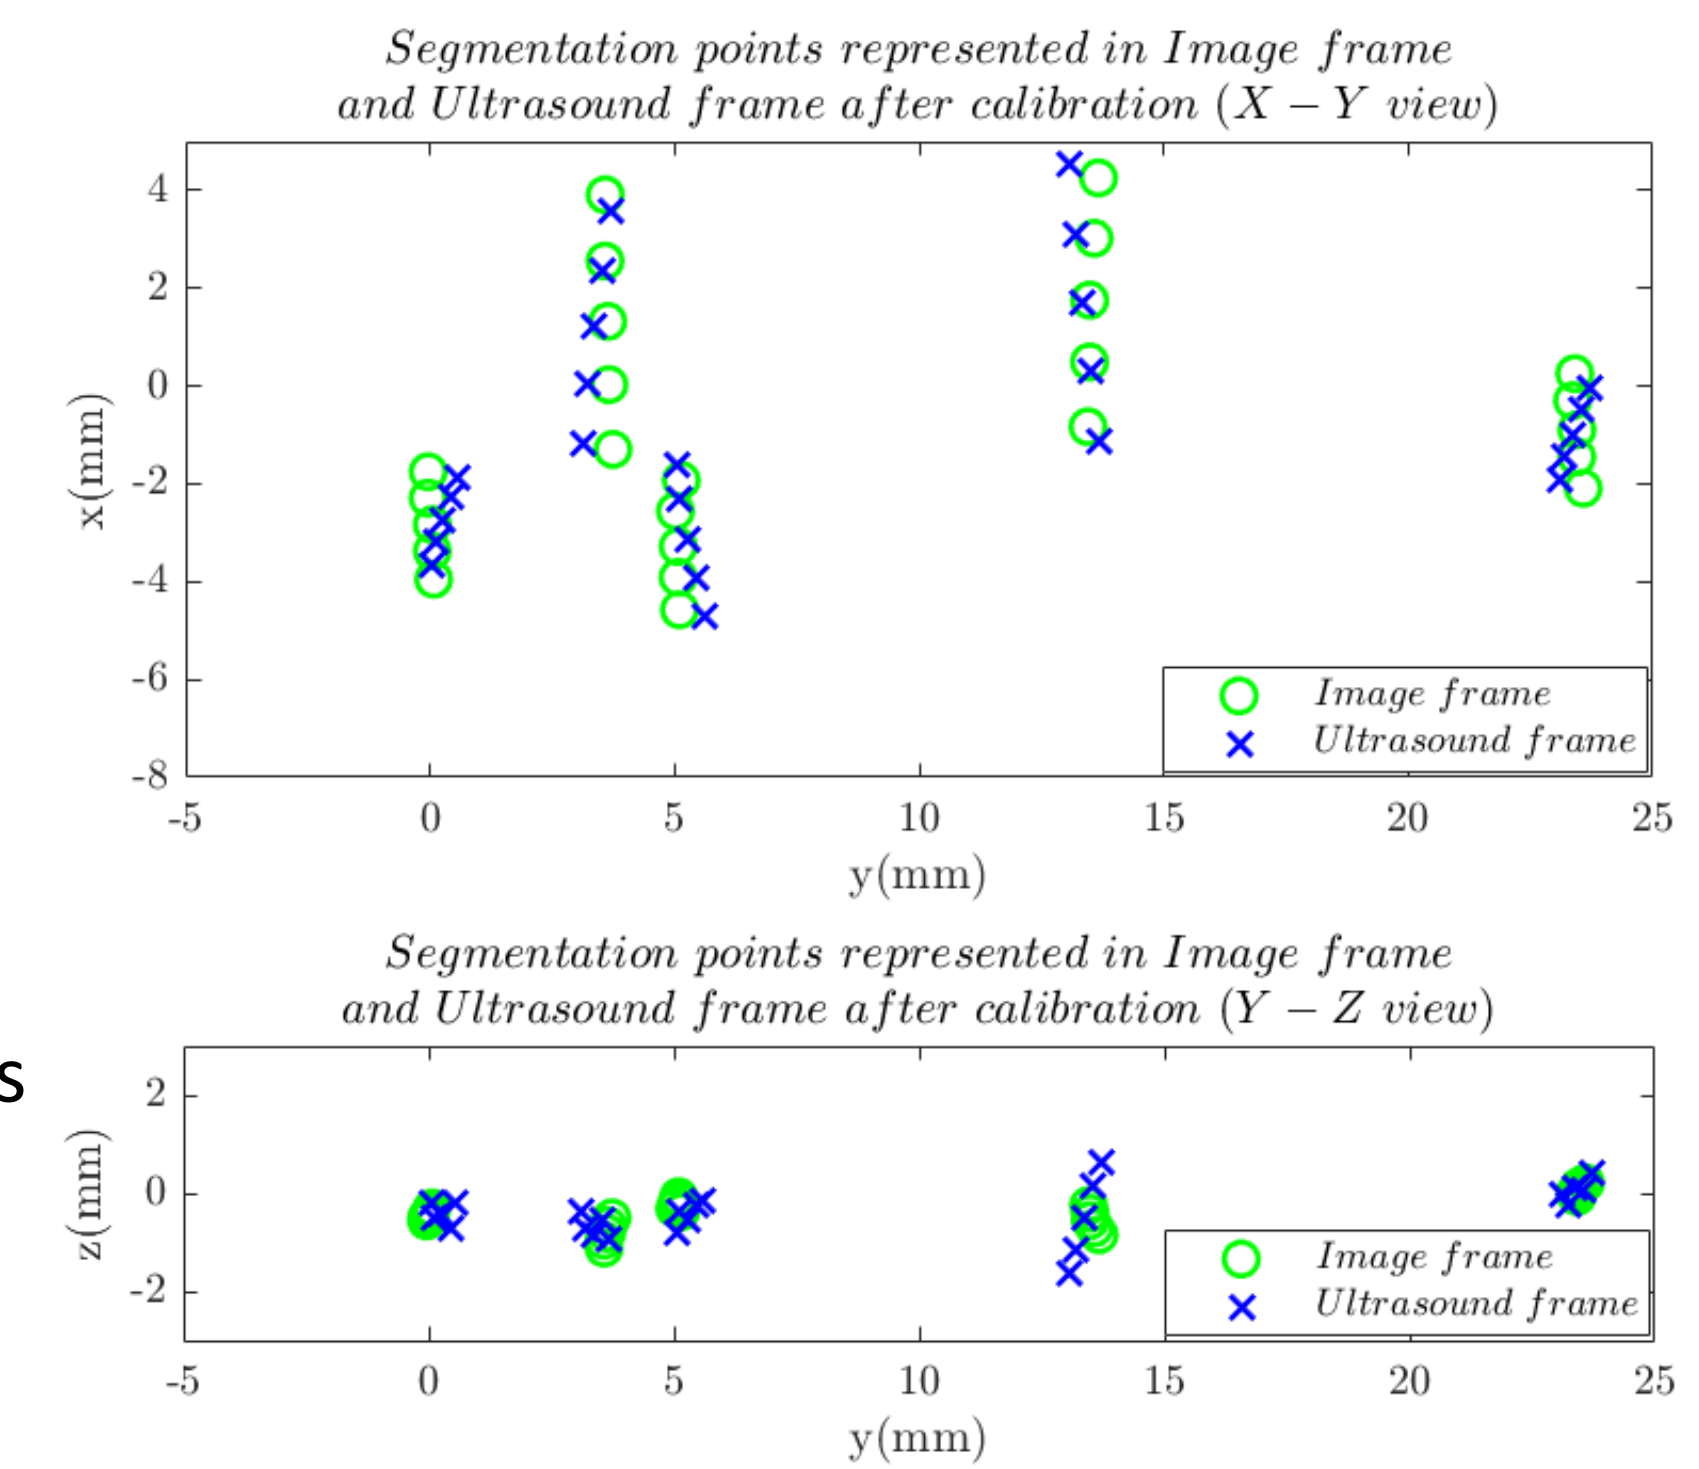 Segmentation points represented in Image frame
and Ultrasound frame after calibration (X − Y view)
4
2
0
-2
-4
-6
-8
x(mm)
Image frame
Ultrasound frame
-5 0 5 10 15 20 25
y(mm)
Segmentation points represented in Image frame
and Ultrasound frame after calibration (Y − Z view)
s
2
0
-2
z(mm)
Image frame
Ultrasound frame
-5 0 5 10 15 20 25
y(mm)